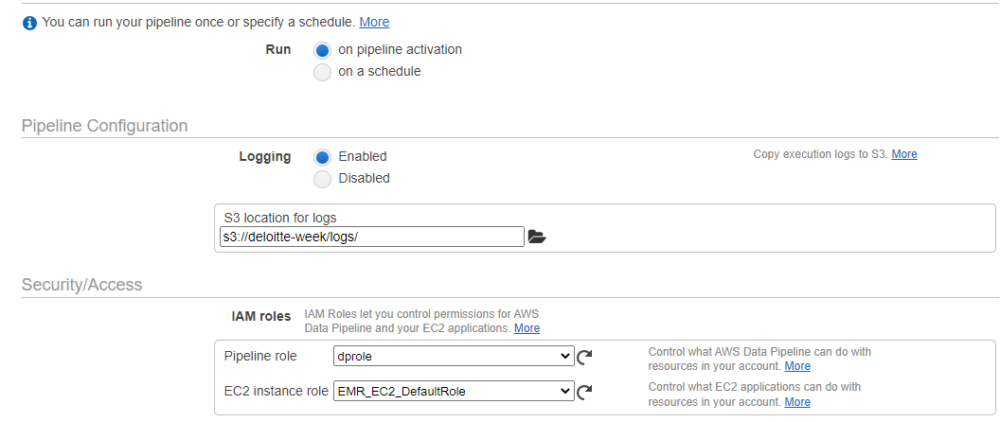 You can run your pipeline once or specify a schedule. More
Run
on pipeline activation
on a schedule
Pipeline Configuration
Logging
Enabled
Disabled
Copy execution logs to S3. More
S3 location for logs
s3://deloitte-week/logs/
Security/Access
IAM roles
IAM Roles let you control permissions for AWS
Data Pipeline and your EC2 applications. More
Pipeline role
dprole
Control what AWS Data Pipeline can do with
resources in your account. More
EC2 instance role
EMR_EC2_DefaultRole
Control what EC2 applications can do with
resources in your account. More